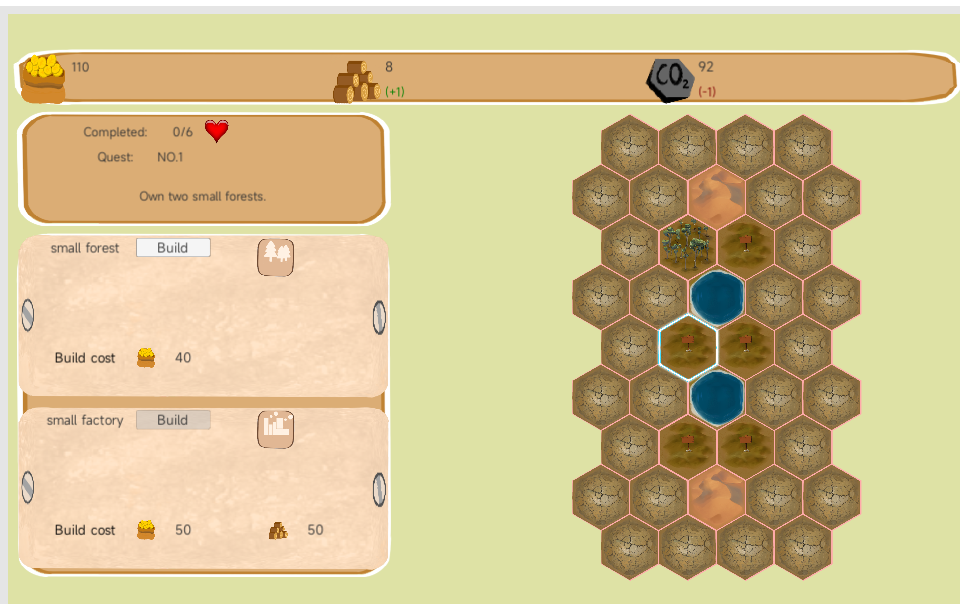 110
8
(+1)
CO2
92
(-1)
Completed: 0/6
Quest: NO.1
Own two small forests.
small forest Build
Build cost 40
small factory Build
Build cost 50 50